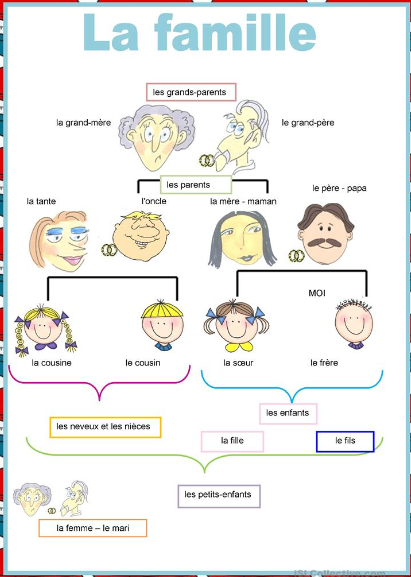 La famille
les grands-parents
la grand-mère
le grand-père
les parents
la tante
l'oncle
la mère - maman
le père - papa
MOI
la cousine
le cousin
la sœur
le frère
les enfants
les neveux et les nièces
la fille
le fils
les petits-enfants
la femme – le mari
iSLCollective.com